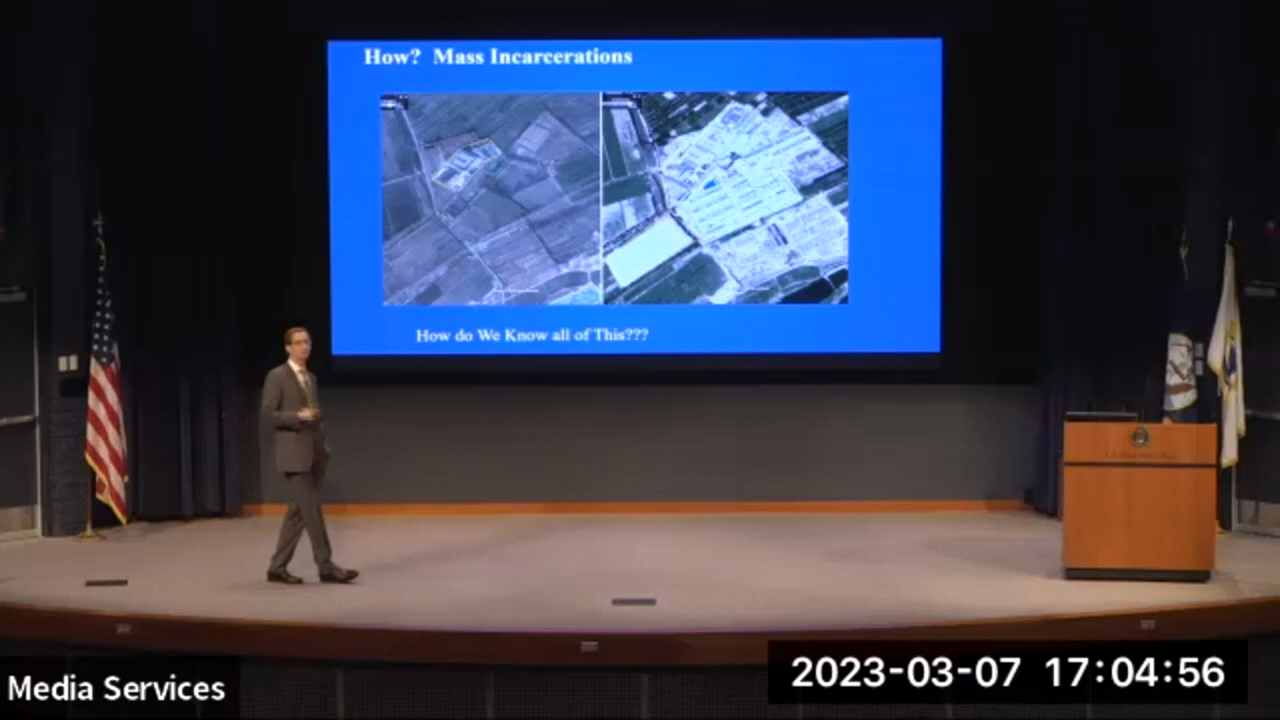 How? Mass Incarcerations
How do We Know all of This???
Media Services
2023-03-07 17:04:56